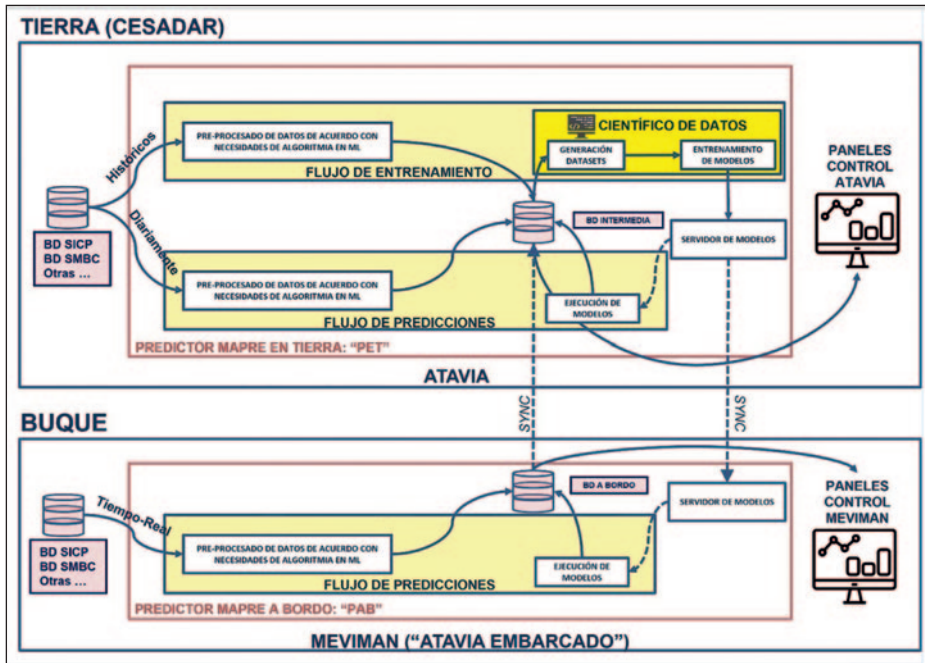 TIERRA (CESADAR)
Históricos
PRE-PROCESADO DE DATOS DE ACUERDO CON
NECESIDADES DE ALGORITMIA EN ML
FLUJO DE ENTRENAMIENTO
CIENTÍFICO DE DATOS
GENERACIÓN
DATASETS
ENTRENAMIENTO
DE MODELOS
PANELES
CONTROL
ATAVIA
BD SICP
BD SMBC
Otras ...
Diariamente
BD INTERMEDIA
SERVIDOR DE MODELOS
PRE-PROCESADO DE DATOS DE ACUERDO CON
NECESIDADES DE ALGORITMIA EN ML
EJECUCIÓN DE
MODELOS
FLUJO DE PREDICCIONES
PREDICTOR MAPRE EN TIERRA: “PET”
ATAVIA
SYNC
SYNC
BUQUE
BD A BORDO
SERVIDOR DE MODELOS
PANELES
CONTROL
MEVIMAN
Tiempo-Real
BD SICP
BD SMBC
Otras ...
PRE-PROCESADO DE DATOS DE ACUERDO CON
NECESIDADES DE ALGORITMIA EN ML
EJECUCIÓN DE
MODELOS
FLUJO DE PREDICCIONES
PREDICTOR MAPRE A BORDO: “PAB”
MEVIMAN (“ATAVIA EMBARCADO”)